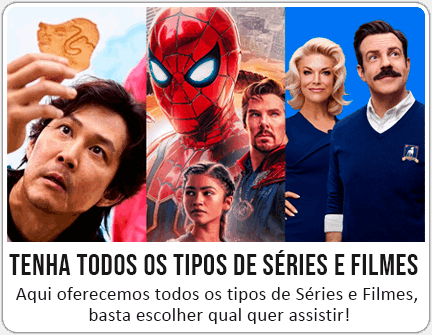 TENHA TODOS OS TIPOS DE SÉRIES E FILMES
Aqui oferecemos todos os tipos de Séries e Filmes,
basta escolher qual quer assistir!